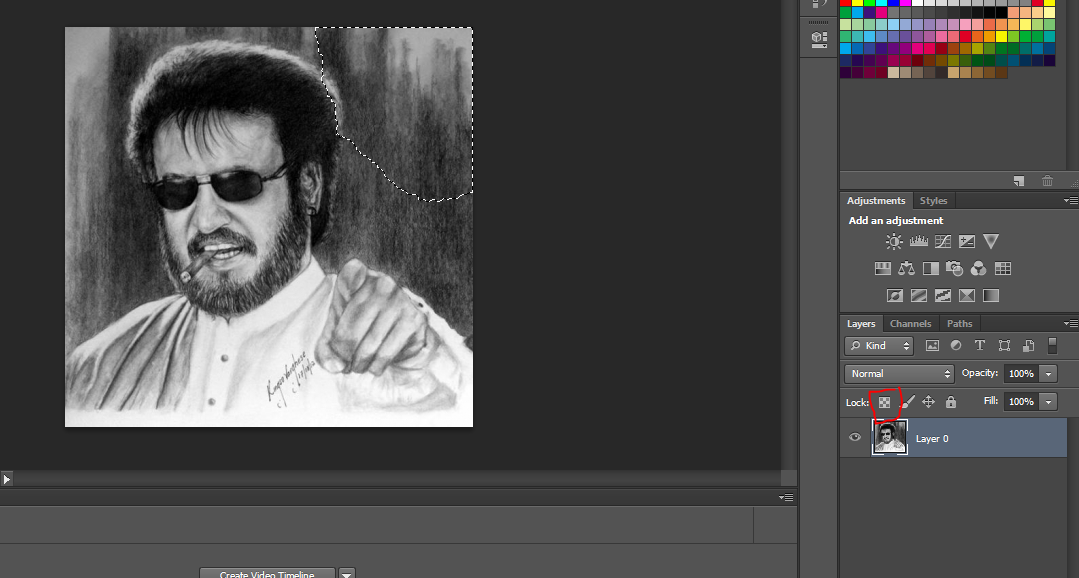 Adjustments
Styles
Add an adjustment
Layers
Channels
Paths
Kind
Normal
Opacity:
100%
Lock:
Fill:
100%
Layer 0
Create Video Timeline